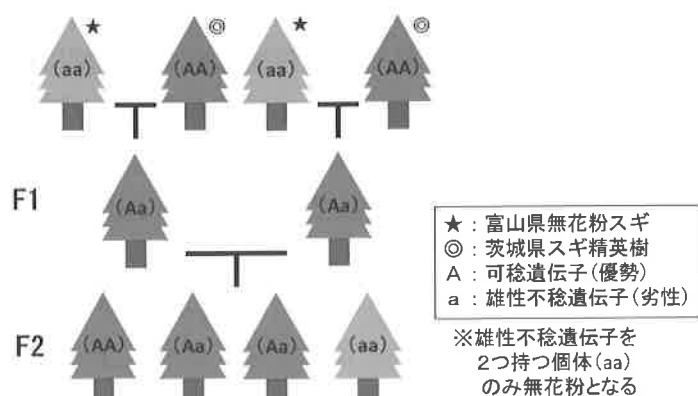 ★ ◎ ★ ◎
(aa) (AA) (aa) (AA)
F1 (Aa) (Aa)
F2 (AA) (Aa) (Aa) (aa)
★：富山県無花粉スギ
◎：茨城県スギ精英樹
A：可稔遺伝子(優勢)
a：雄性不稔遺伝子(劣性)
※雄性不稔遺伝子を
2つ持つ個体(aa)
のみ無花粉となる